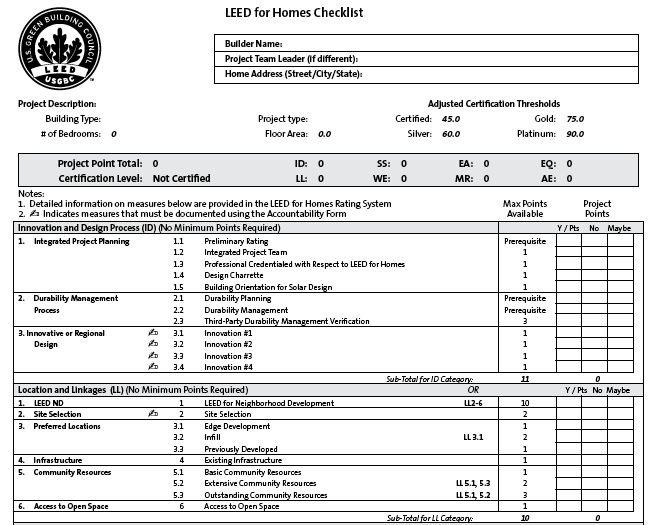 LEED for Homes Checklist
U.S. GREEN BUILDING COUNCIL
LEED
USGBC
Builder Name:
Project Team Leader (if different):
Home Address (Street/City/State):
Project Description: Adjusted Certification Thresholds
Building Type: Project type: Certified: 45.0 Gold: 75.0
# of Bedrooms: 0 Floor Area: 0.0 Silver: 60.0 Platinum: 90.0
Project Point Total: 0 ID: 0 SS: 0 EA: 0 EQ: 0
Certification Level: Not Certified LL: 0 WE: 0 MR: 0 AE: 0
Notes:
1. Detailed information on measures below are provided in the LEED for Homes Rating System Max Points Project
2. ✍ Indicates measures that must be documented using the Accountability Form Available Points
Innovation and Design Process (ID) (No Minimum Points Required) Y / Pts No Maybe
1. Integrated Project Planning 1.1 Preliminary Rating Prerequisite
1.2 Integrated Project Team 1
1.3 Professional Credentialed with Respect to LEED for Homes 1
1.4 Design Charrette 1
1.5 Building Orientation for Solar Design 1
2. Durability Management 2.1 Durability Planning Prerequisite
Process 2.2 Durability Management Prerequisite
2.3 Third-Party Durability Management Verification 3
3. Innovative or Regional ✍ 3.1 Innovation #1 1
Design ✍ 3.2 Innovation #2 1
✍ 3.3 Innovation #3 1
✍ 3.4 Innovation #4 1
Sub-Total for ID Category: 11 0
Location and Linkages (LL) (No Minimum Points Required) OR Y / Pts No Maybe
1. LEED ND 1 LEED for Neighborhood Development LL2-6 10
2. Site Selection ✍ 2 Site Selection 2
3. Preferred Locations 3.1 Edge Development 1
3.2 Infill LL 3.1 2
3.3 Previously Developed 1
4. Infrastructure 4 Existing Infrastructure 1
5. Community Resources 5.1 Basic Community Resources 1
5.2 Extensive Community Resources LL 5.1, 5.3 2
5.3 Outstanding Community Resources LL 5.1, 5.2 3
6. Access to Open Space 6 Access to Open Space 1
Sub-Total for LL Category: 10 0